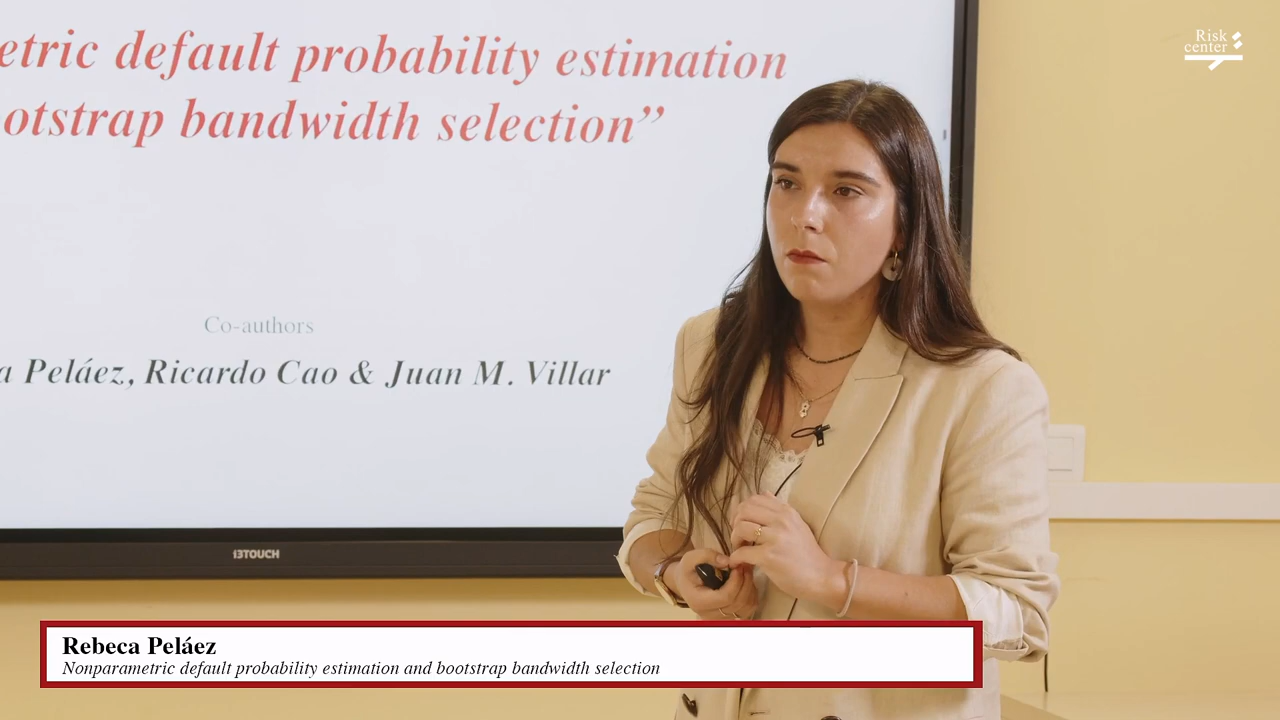 etric default probability estimation
otstrap bandwidth selection”
Co-authors
a Peláez, Ricardo Cao & Juan M. Villar
i3TOUCH
Risk
center
Rebeca Peláez
Nonparametric default probability estimation and bootstrap bandwidth selection